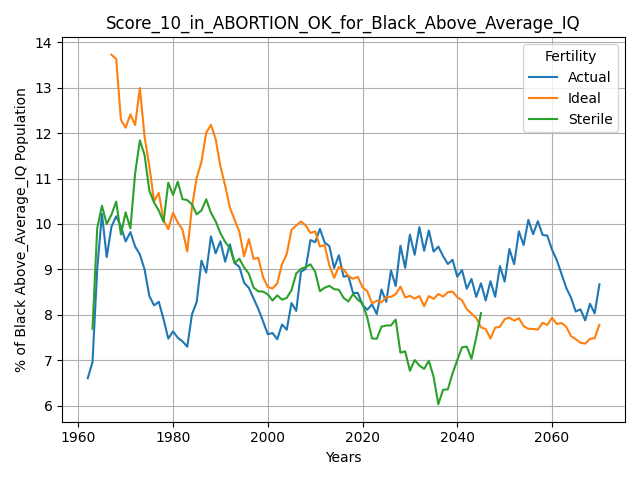 Score_10_in_ABORTION_OK_for_Black_Above_Average_IQ
Fertility
Actual
Ideal
Sterile
% of Black Above_Average_IQ Population
14
13
12
11
10
9
8
7
6
1960
1980
2000
2020
2040
2060
Years